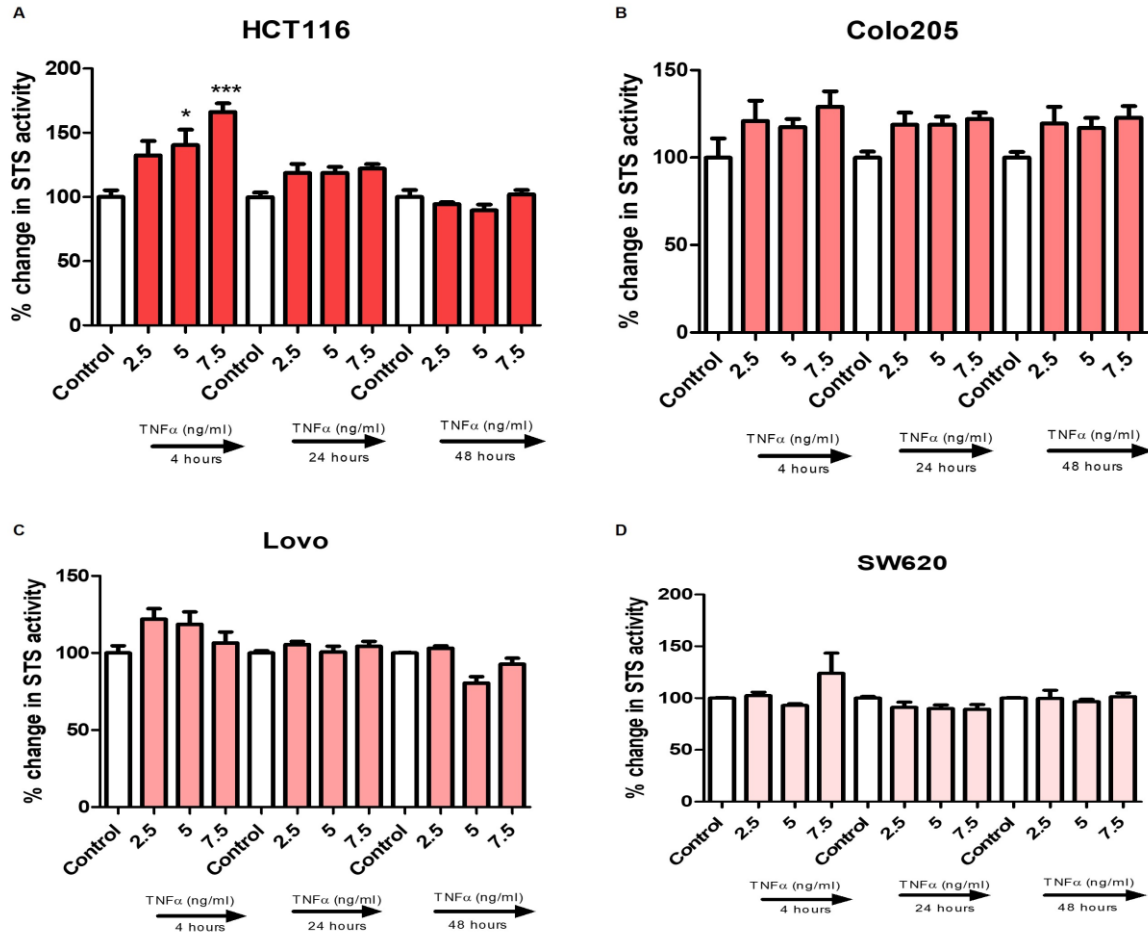 A
HCT116
% change in STS activity
200
150
100
50
0
*
***
Control
2.5
5
7.5
Control
2.5
5
7.5
Control
2.5
5
7.5
TNFα (ng/ml)
4 hours
TNFα (ng/ml)
24 hours
TNFα (ng/ml)
48 hours
B
Colo205
% change in STS activity
150
100
50
0
Control
2.5
5
7.5
Control
2.5
5
7.5
Control
2.5
5
7.5
TNFα (ng/ml)
4 hours
TNFα (ng/ml)
24 hours
TNFα (ng/ml)
48 hours
C
Lovo
% change in STS activity
150
100
50
0
Control
2.5
5
7.5
Control
2.5
5
7.5
Control
2.5
5
7.5
TNFα (ng/ml)
4 hours
TNFα (ng/ml)
24 hours
TNFα (ng/ml)
48 hours
D
SW620
% change in STS activity
200
150
100
50
0
Control
2.5
5
7.5
Control
2.5
5
7.5
Control
2.5
5
7.5
TNFα (ng/ml)
4 hours
TNFα (ng/ml)
24 hours
TNFα (ng/ml)
48 hours